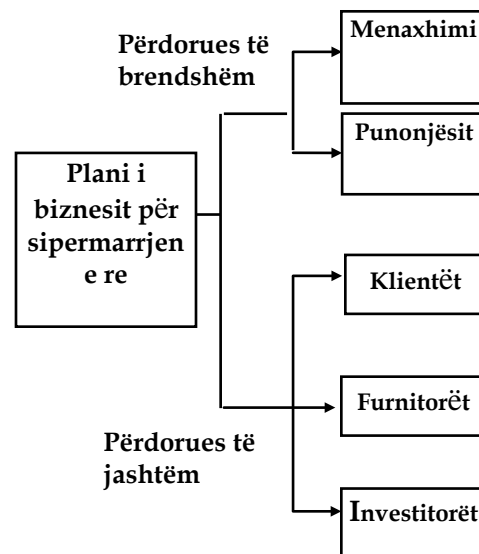 Përdorues të
brendshëm
Menaxhimi
Punonjësit
Plani i
biznesit për
sipermarrjen
e re
Klientët
Furnitorët
Përdorues të
jashtëm
Investitorët